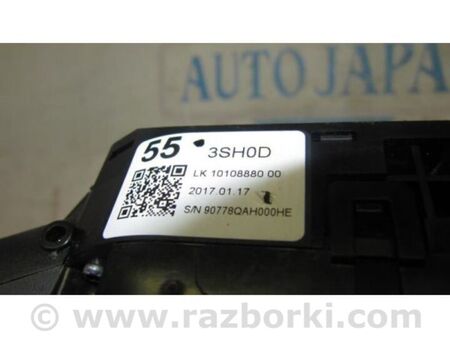 AUTO JAPA
55 3SH0D
LK 10108880 00
2017.01.17
S/N 90778QAH000HE
© www.razborki.com